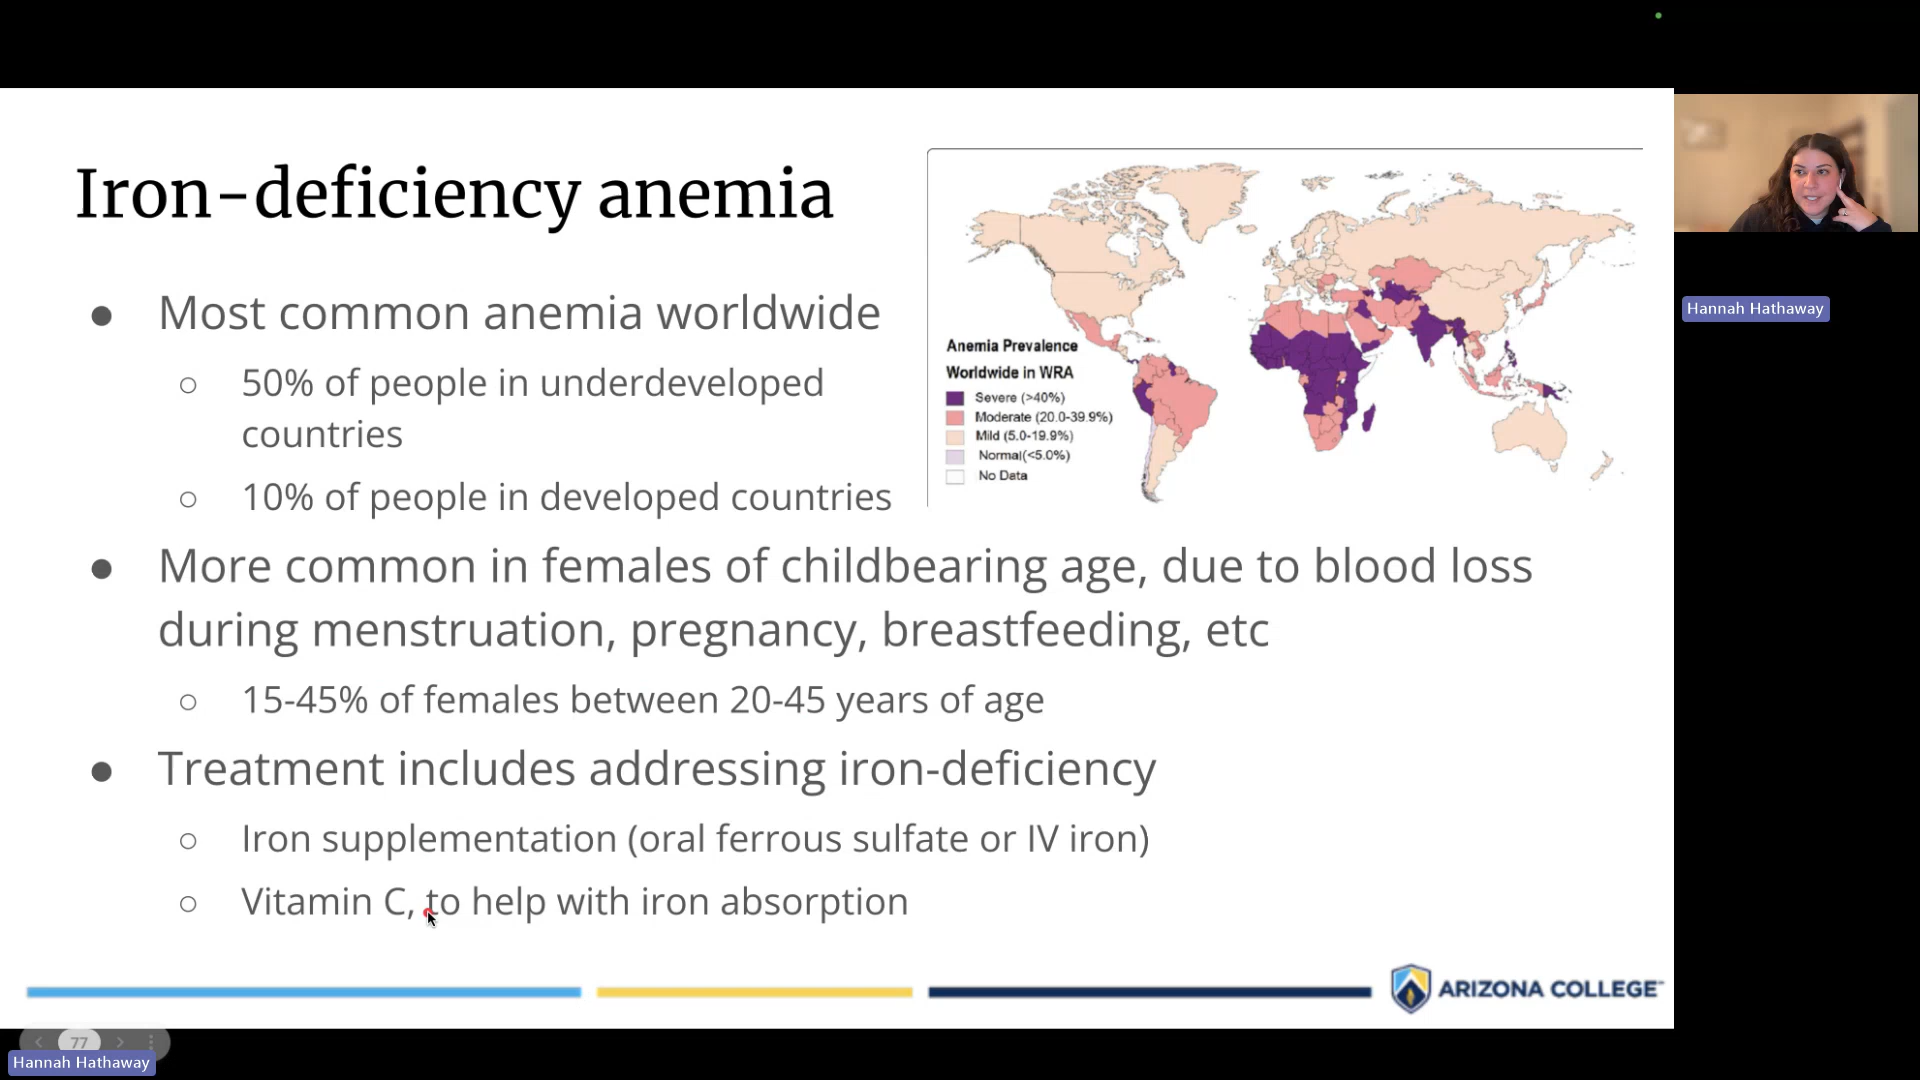 Iron-deficiency anemia
● Most common anemia worldwide
○ 50% of people in underdeveloped
countries
○ 10% of people in developed countries
● More common in females of childbearing age, due to blood loss
during menstruation, pregnancy, breastfeeding, etc
○ 15-45% of females between 20-45 years of age
● Treatment includes addressing iron-deficiency
○ Iron supplementation (oral ferrous sulfate or IV iron)
○ Vitamin C, to help with iron absorption
Anemia Prevalence
Worldwide in WRA
Severe (>40%)
Moderate (20.0-39.9%)
Mild (5.0-19.9%)
Normal(<5.0%)
No Data
ARIZONA COLLEGE
77
Hannah Hathaway
Hannah Hathaway